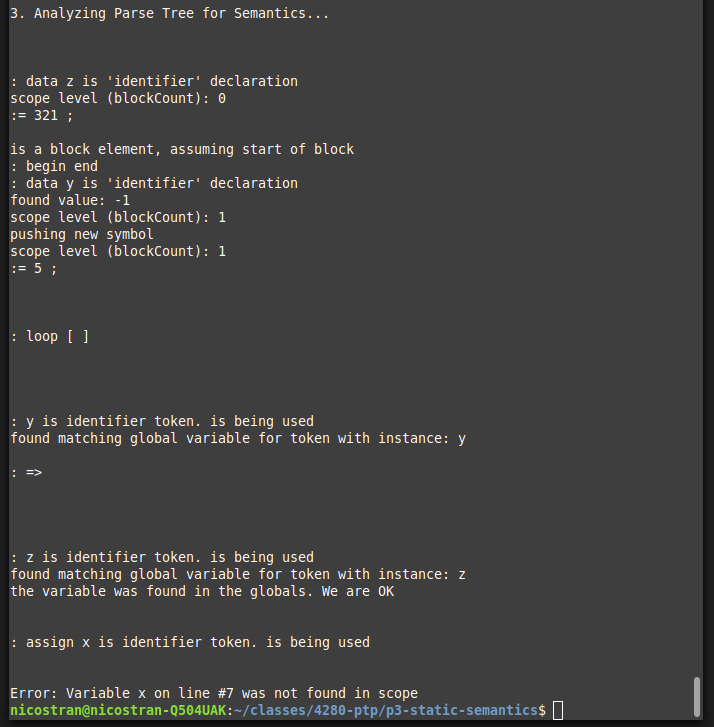 3. Analyzing Parse Tree for Semantics...
: data z is 'identifier' declaration
scope level (blockCount): 0
:= 321 ;
is a block element, assuming start of block
: begin end
: data y is 'identifier' declaration
found value: -1
scope level (blockCount): 1
pushing new symbol
scope level (blockCount): 1
:= 5 ;
: loop [ ]
: y is identifier token. is being used
found matching global variable for token with instance: y
: =>
: z is identifier token. is being used
found matching global variable for token with instance: z
the variable was found in the globals. We are OK
: assign x is identifier token. is being used
Error: Variable x on line #7 was not found in scope
nicostran@nicostran-Q504UAK:~/classes/4280-ptp/p3-static-semantics$